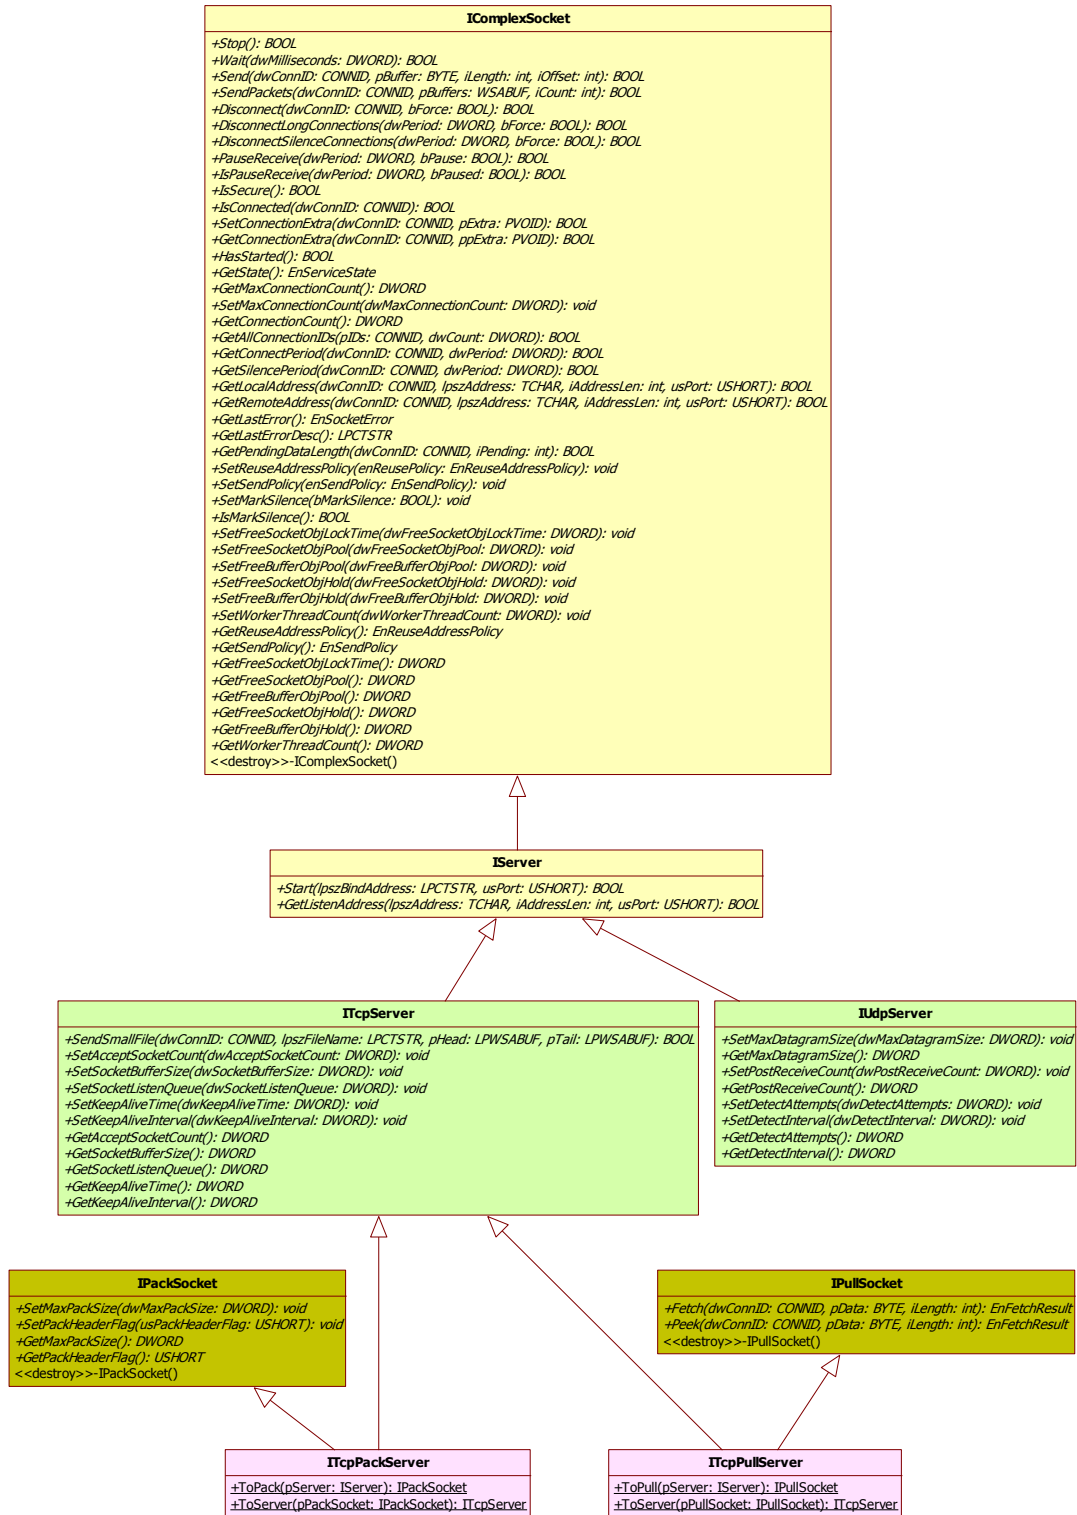 IComplexSocket
+Stop(): BOOL
+Wait(dwMilliseconds: DWORD): BOOL
+Send(dwConnID: CONNID, pBuffer: BYTE, iLength: int, iOffset: int): BOOL
+SendPackets(dwConnID: CONNID, pBuffers: WSABUF, iCount: int): BOOL
+Disconnect(dwConnID: CONNID, bForce: BOOL): BOOL
+DisconnectLongConnections(dwPeriod: DWORD, bForce: BOOL): BOOL
+DisconnectSilenceConnections(dwPeriod: DWORD, bForce: BOOL): BOOL
+PauseReceive(dwPeriod: DWORD, bPause: BOOL): BOOL
+IsPauseReceive(dwPeriod: DWORD, bPaused: BOOL): BOOL
+IsSecure(): BOOL
+IsConnected(dwConnID: CONNID): BOOL
+SetConnectionExtra(dwConnID: CONNID, pExtra: PVOID): BOOL
+GetConnectionExtra(dwConnID: CONNID, ppExtra: PVOID): BOOL
+HasStarted(): BOOL
+GetState(): EnServiceState
+GetMaxConnectionCount(): DWORD
+SetMaxConnectionCount(dwMaxConnectionCount: DWORD): void
+GetConnectionCount(): DWORD
+GetAllConnectionIDs(pIDs: CONNID, dwCount: DWORD): BOOL
+GetConnectPeriod(dwConnID: CONNID, dwPeriod: DWORD): BOOL
+GetSilencePeriod(dwConnID: CONNID, dwPeriod: DWORD): BOOL
+GetLocalAddress(dwConnID: CONNID, lpszAddress: TCHAR, iAddressLen: int, usPort: USHORT): BOOL
+GetRemoteAddress(dwConnID: CONNID, lpszAddress: TCHAR, iAddressLen: int, usPort: USHORT): BOOL
+GetLastError(): EnSocketError
+GetLastErrorDesc(): LPCTSTR
+GetPendingDataLength(dwConnID: CONNID, iPending: int): BOOL
+SetReuseAddressPolicy(enReusePolicy: EnReuseAddressPolicy): void
+SetSendPolicy(enSendPolicy: EnSendPolicy): void
+SetMarkSilence(bMarkSilence: BOOL): void
+IsMarkSilence(): BOOL
+SetFreeSocketObjLockTime(dwFreeSocketObjLockTime: DWORD): void
+SetFreeSocketObjPool(dwFreeSocketObjPool: DWORD): void
+SetFreeBufferObjPool(dwFreeBufferObjPool: DWORD): void
+SetFreeSocketObjHold(dwFreeSocketObjHold: DWORD): void
+SetFreeBufferObjHold(dwFreeBufferObjHold: DWORD): void
+SetWorkerThreadCount(dwWorkerThreadCount: DWORD): void
+GetReuseAddressPolicy(): EnReuseAddressPolicy
+GetSendPolicy(): EnSendPolicy
+GetFreeSocketObjLockTime(): DWORD
+GetFreeSocketObjPool(): DWORD
+GetFreeBufferObjPool(): DWORD
+GetFreeSocketObjHold(): DWORD
+GetFreeBufferObjHold(): DWORD
+GetWorkerThreadCount(): DWORD
<<destroy>>-IComplexSocket()
IServer
+Start(lpszBindAddress: LPCTSTR, usPort: USHORT): BOOL
+GetListenAddress(lpszAddress: TCHAR, iAddressLen: int, usPort: USHORT): BOOL
ITcpServer
+SendSmallFile(dwConnID: CONNID, lpszFileName: LPCTSTR, pHead: LPWSABUF, pTail: LPWSABUF): BOOL
+SetAcceptSocketCount(dwAcceptSocketCount: DWORD): void
+SetSocketBufferSize(dwSocketBufferSize: DWORD): void
+SetSocketListenQueue(dwSocketListenQueue: DWORD): void
+SetKeepAliveTime(dwKeepAliveTime: DWORD): void
+SetKeepAliveInterval(dwKeepAliveInterval: DWORD): void
+GetAcceptSocketCount(): DWORD
+GetSocketBufferSize(): DWORD
+GetSocketListenQueue(): DWORD
+GetKeepAliveTime(): DWORD
+GetKeepAliveInterval(): DWORD
IUdpServer
+SetMaxDatagramSize(dwMaxDatagramSize: DWORD): void
+GetMaxDatagramSize(): DWORD
+SetPostReceiveCount(dwPostReceiveCount: DWORD): void
+GetPostReceiveCount(): DWORD
+SetDetectAttempts(dwDetectAttempts: DWORD): void
+SetDetectInterval(dwDetectInterval: DWORD): void
+GetDetectAttempts(): DWORD
+GetDetectInterval(): DWORD
IPackSocket
+SetMaxPackSize(dwMaxPackSize: DWORD): void
+SetPackHeaderFlag(usPackHeaderFlag: USHORT): void
+GetMaxPackSize(): DWORD
+GetPackHeaderFlag(): USHORT
<<destroy>>-IPackSocket()
IPullSocket
+Fetch(dwConnID: CONNID, pData: BYTE, iLength: int): EnFetchResult
+Peek(dwConnID: CONNID, pData: BYTE, iLength: int): EnFetchResult
<<destroy>>-IPullSocket()
ITcpPackServer
+ToPack(pServer: IServer): IPackSocket
+ToServer(pPackSocket: IPackSocket): ITcpServer
ITcpPullServer
+ToPull(pServer: IServer): IPullSocket
+ToServer(pPullSocket: IPullSocket): ITcpServer